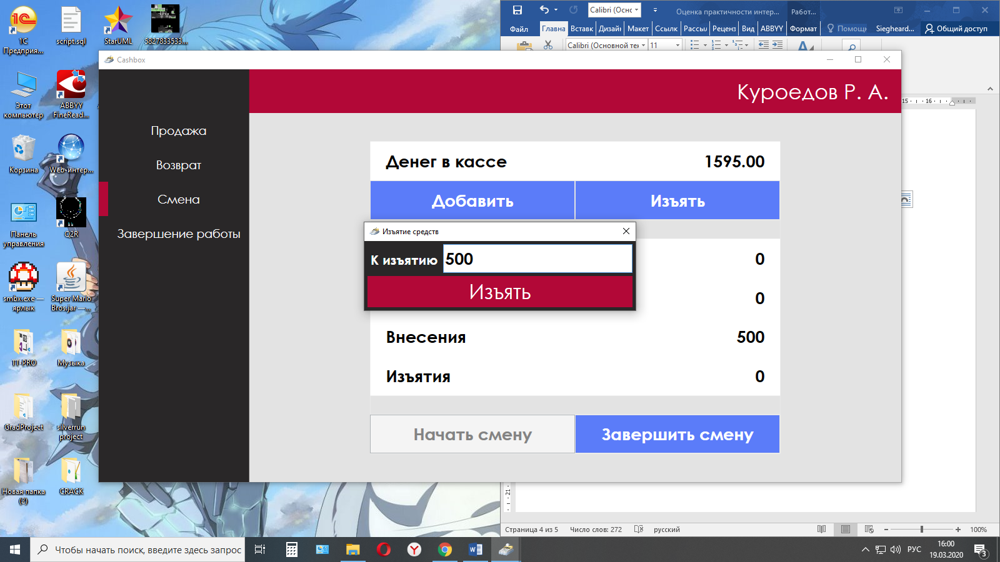 1С
Предприя...
script.sql
StarUML
5827833533...
Этот
компьютер
ABBYY
FineRead...
Корзина
Web-интер...
Панель
управления
Q2R
smbx.exe —
ярлык
Super Mario
Bros.jar —...
TT-PRO
Музыка
GradProject
silverrun
project
Новая папка
(2)
CRACK
Calibri (Оснс
Оценка практичности интер...
Работ...
Файл
Главна
Вставк
Дизайн
Макет
Ссылк
Рассыл
Реценз
Вид
ABBYY
Формат
Помощь
Siegheard...
Общий доступ
Calibri (Основной тек
11
15
16
Cashbox
Куроедов Р. А.
Продажа
Возврат
Смена
Завершение работы
Денег в кассе 1595.00
Добавить Изъять
Изъятие средств
К изъятию 500
Изъять
0
0
Внесения 500
Изъятия 0
Начать смену Завершить смену
21
Страница 4 из 5 Число слов: 272 русский 100%
Чтобы начать поиск, введите здесь запрос
РУС
16:00
19.03.2020
3